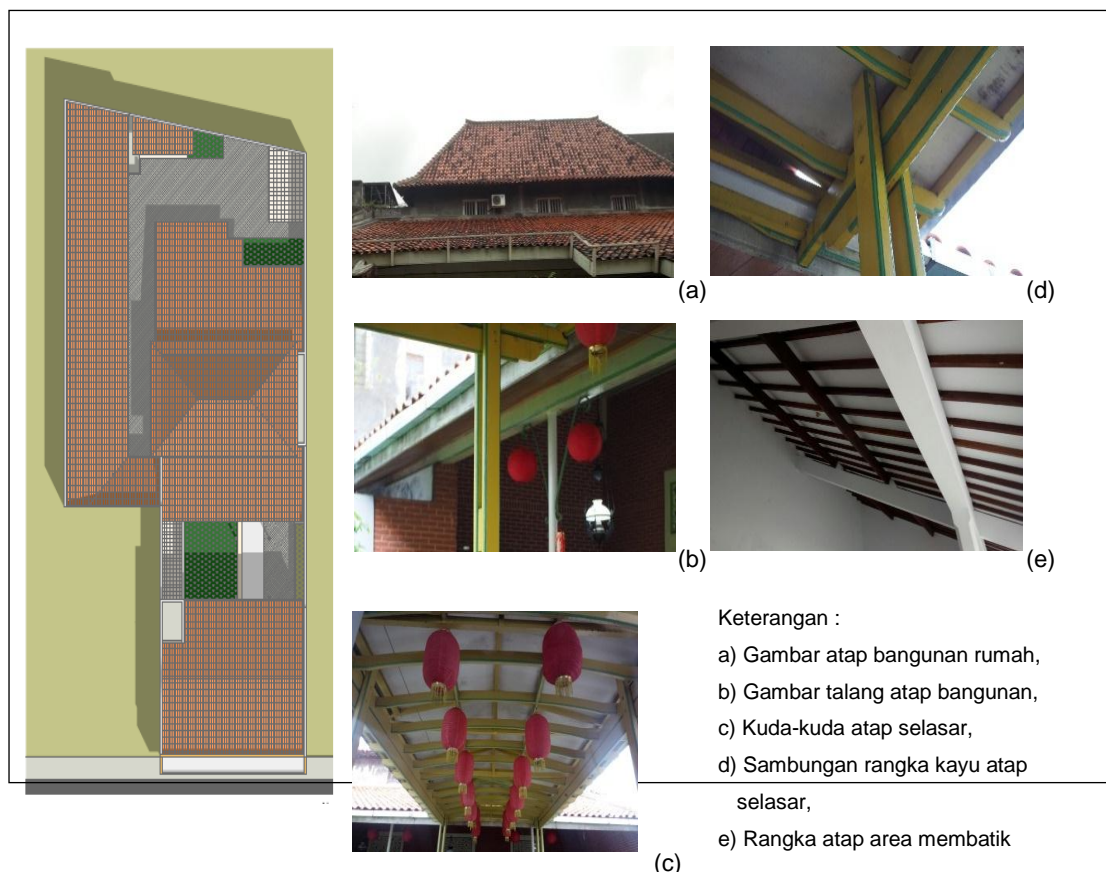 (a)
(d)
(b)
(e)
Keterangan :
a) Gambar atap bangunan rumah,
b) Gambar talang atap bangunan,
c) Kuda-kuda atap selasar,
d) Sambungan rangka kayu atap
selasar,
e) Rangka atap area membatik
(c)